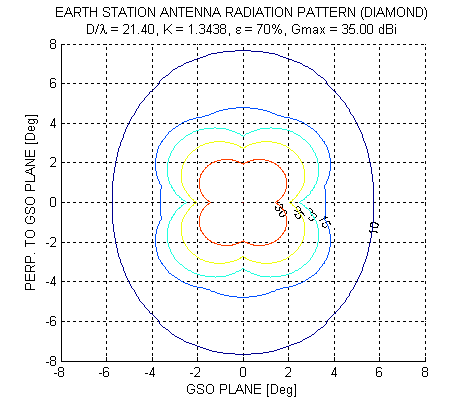 EARTH STATION ANTENNA RADIATION PATTERN (DIAMOND)
D/λ = 21.40, K = 1.3438, ε = 70%, Gmax = 35.00 dBi
8
6
4
2
0
-2
-4
-6
-8
PERP. TO GSO PLANE [Deg]
30
25
20
15
10
-8 -6 -4 -2 0 2 4 6 8
GSO PLANE [Deg]